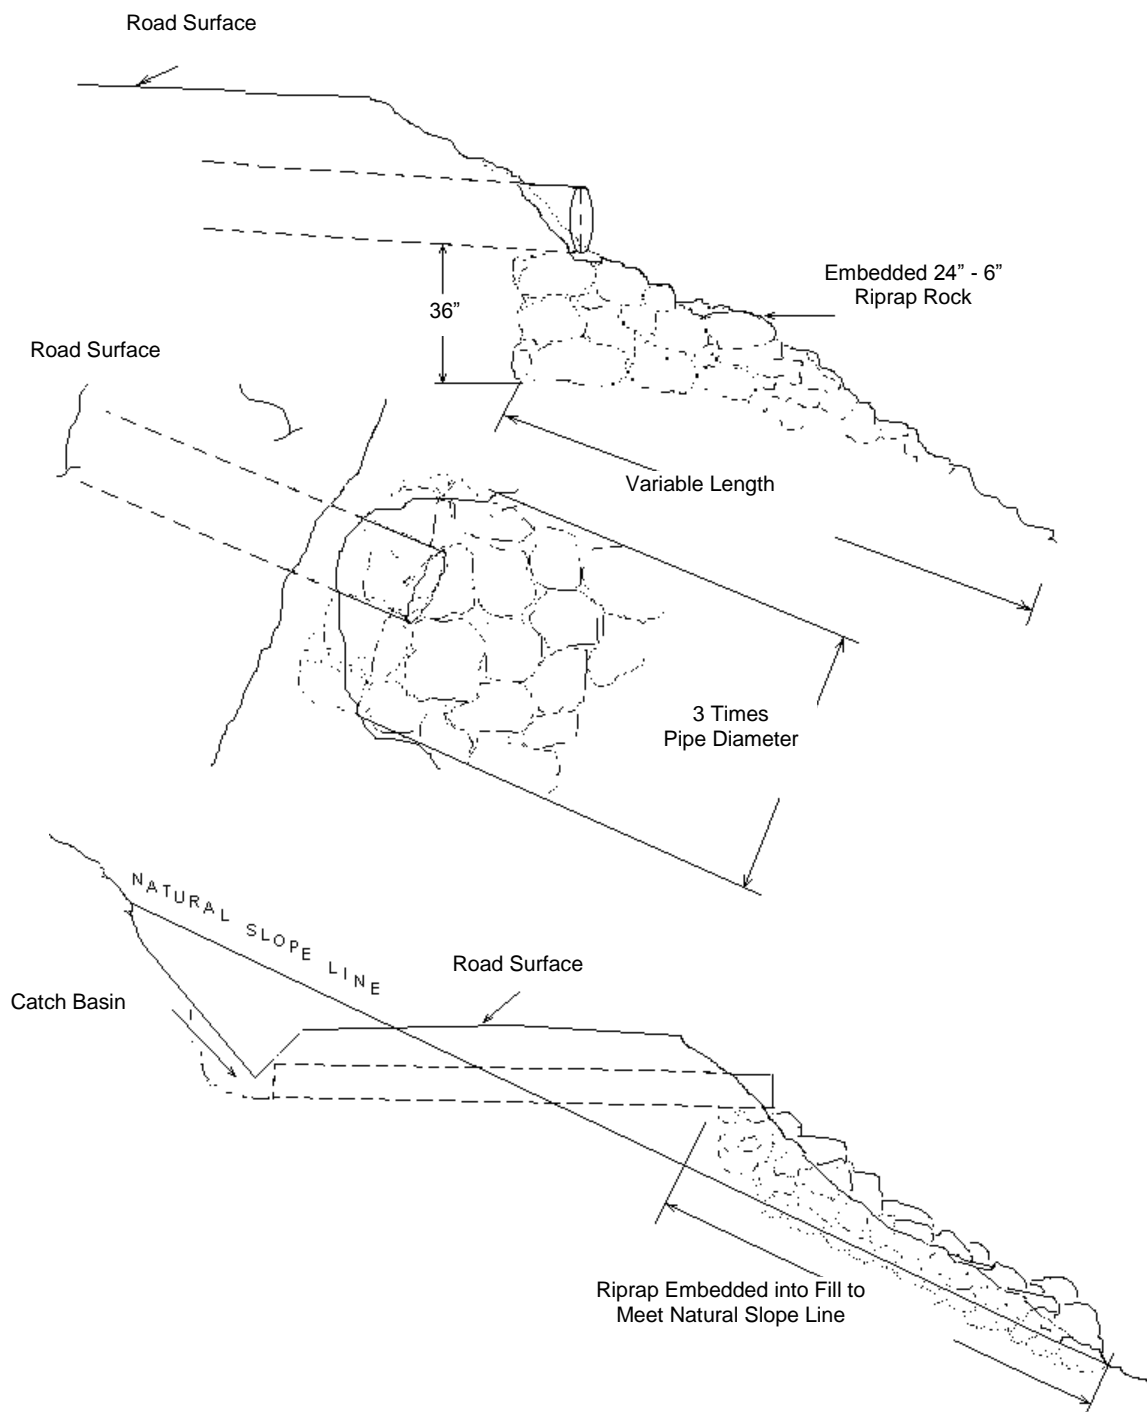 Road Surface
Embedded 24” - 6”
Riprap Rock
36”
Road Surface
Variable Length
3 Times
Pipe Diameter
NATURAL SLOPE LINE
Road Surface
Catch Basin
Riprap Embedded into Fill to
Meet Natural Slope Line